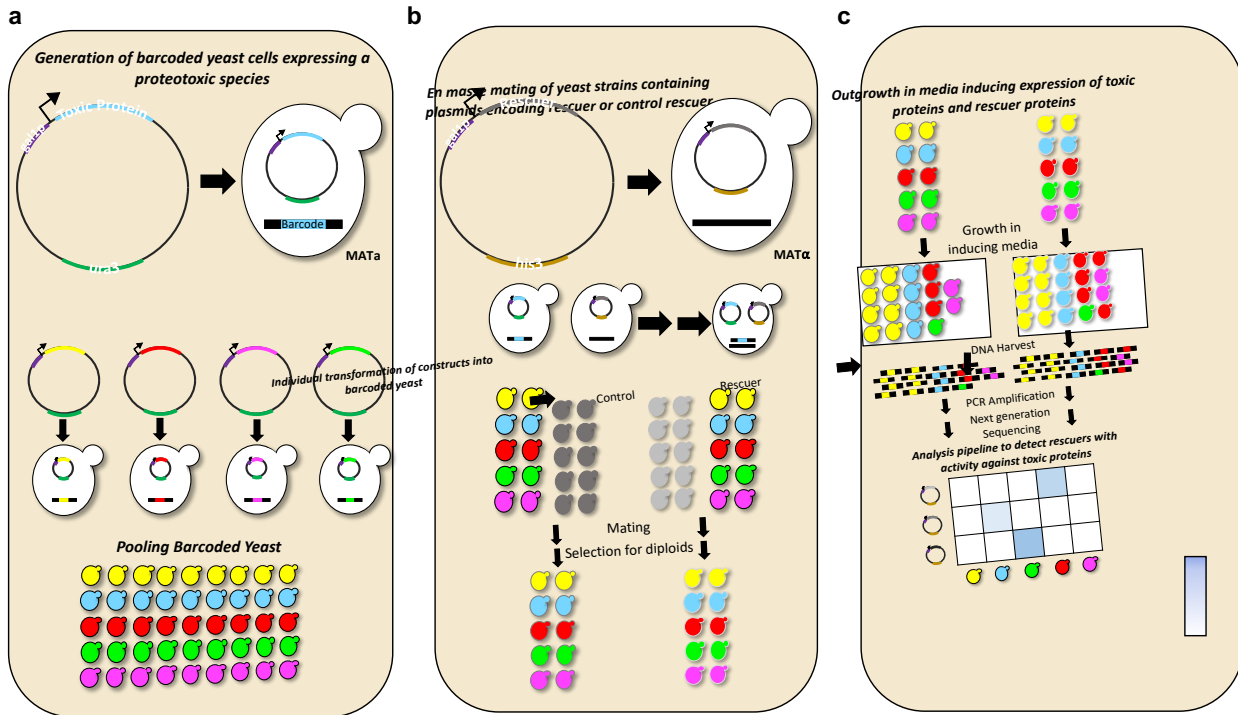 a
Generation of barcoded yeast cells expressing a
proteotoxic species
Toxic Protein
ura3
Barcode
MATa
Individual transformation of constructs into
barcoded yeast
Pooling Barcoded Yeast
b
En masse mating of yeast strains containing
plasmids encoding rescuer or control rescuer
Rescuer
his3
MATα
Control
Rescuer
Mating
Selection for diploids
c
Outgrowth in media inducing expression of toxic
proteins and rescuer proteins
Growth in
inducing media
DNA Harvest
PCR Amplification
Next generation
Sequencing
Analysis pipeline to detect rescuers with
activity against toxic proteins